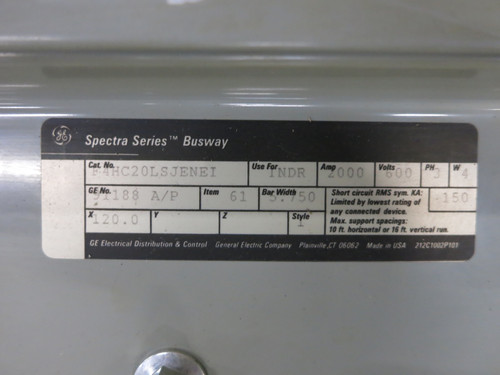 GE Spectra Series™ Busway
Cat. No. F4HC20LSJENEI Use For INDR Amp 2000 Volts 600 PH 3 W 4
GE No. 51188 A/P Item 61 Bar Width 5.750 Short circuit RMS sym. KA: 150
Limited by lowest rating of
any connected device.
X 120.0 Y Z Style 1 Max. support spacings:
10 ft. horizontal or 16 ft vertical run.
GE Electrical Distribution & Control General Electric Company Plainville, CT 06062 Made in USA 212C1002P101